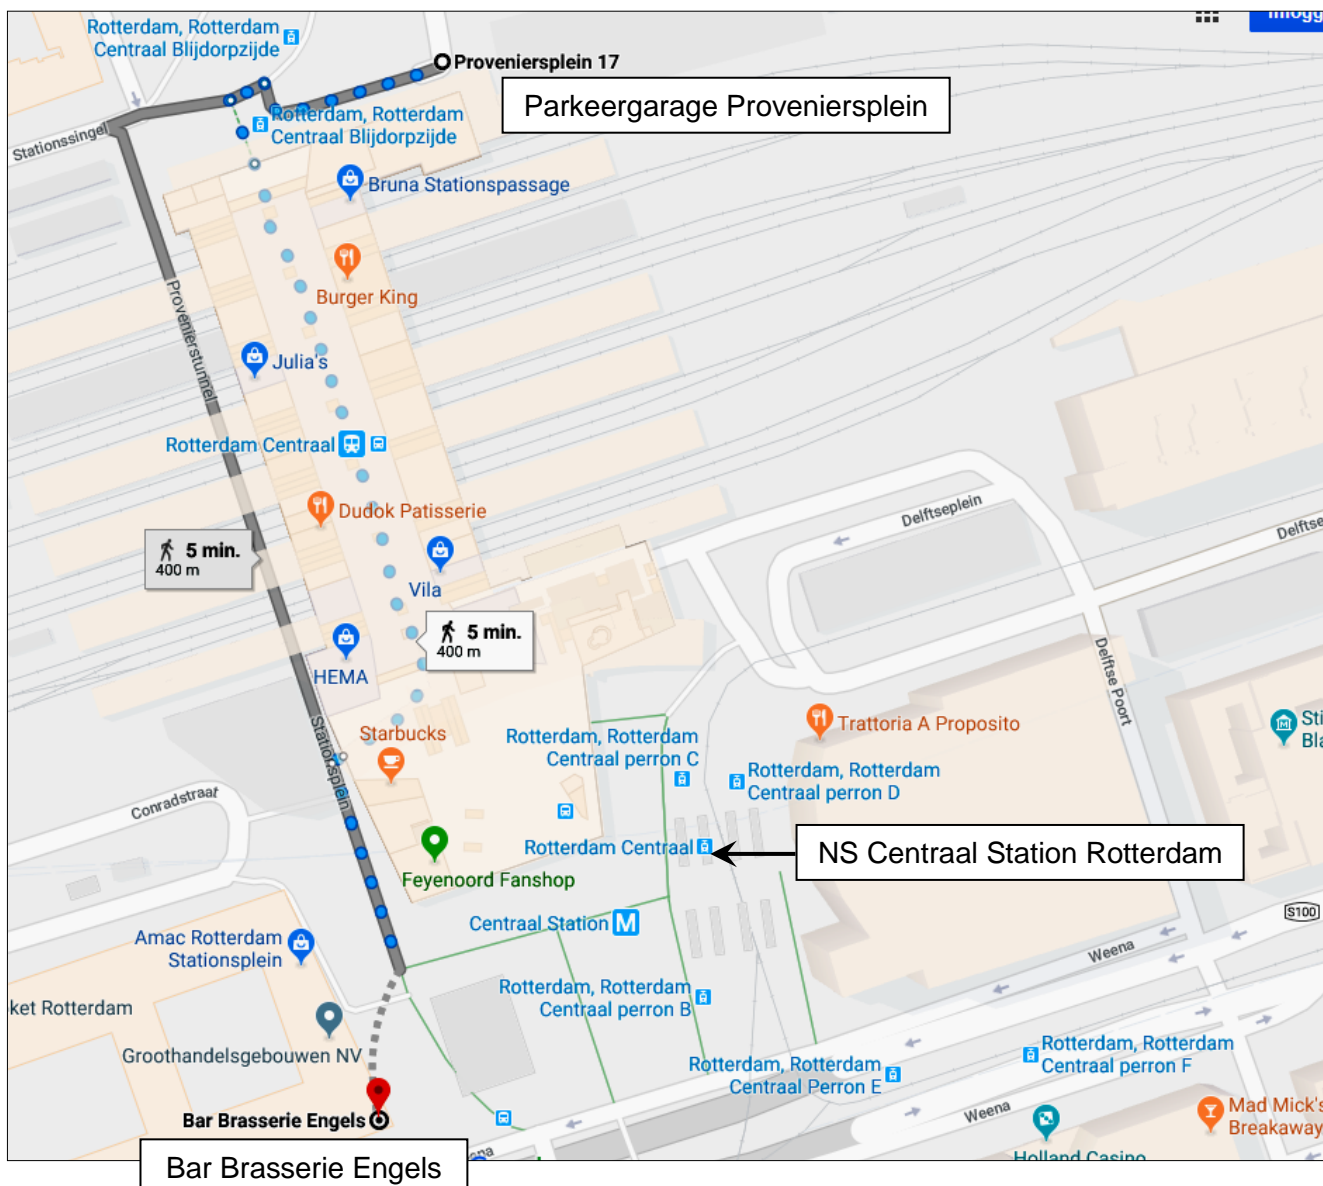 Rotterdam, Rotterdam
Centraal Blijdorpzijde
Proveniersplein 17
Parkeergarage Proveniersplein
Rotterdam, Rotterdam
Centraal Blijdorpzijde
Stationssingel
Bruna Stationspassage
Burger King
Provenierstunnel
Julia's
Rotterdam Centraal
Dudok Patisserie
Delftseplein
5 min.
400 m
Vila
5 min.
400 m
HEMA
Delftse Poort
Stationsplein
Starbucks
Rotterdam, Rotterdam
Centraal perron C
Trattoria A Proposito
Rotterdam, Rotterdam
Centraal perron D
Conradstraat
Rotterdam Centraal
NS Centraal Station Rotterdam
Feyenoord Fanshop
Centraal Station M
S100
Amac Rotterdam
Stationsplein
Weena
Rotterdam, Rotterdam
Centraal perron B
ket Rotterdam
Groothandelsgebouwen NV
Rotterdam, Rotterdam
Centraal Perron E
Rotterdam, Rotterdam
Centraal perron F
Weena
Mad Mick's
Breakaway
Bar Brasserie Engels
Holland Casino
Bar Brasserie Engels